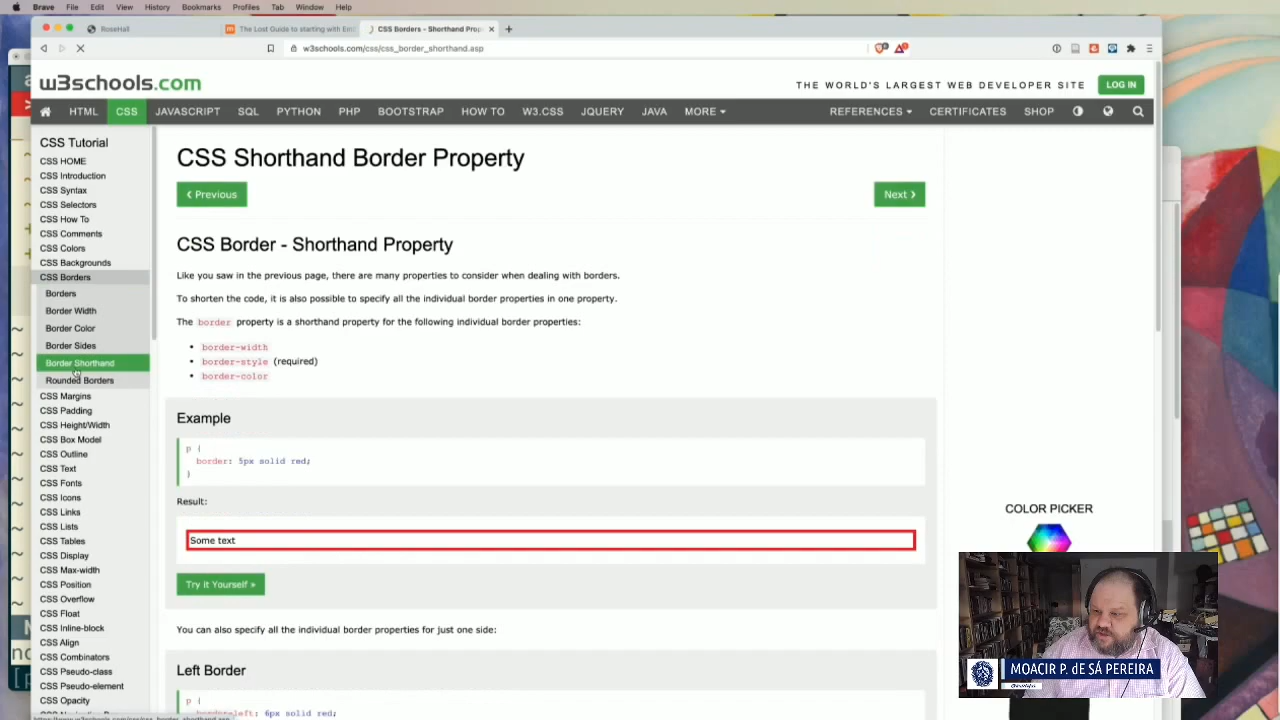 Brave File Edit View History Bookmarks Profiles Tab Window Help
RoseHall
The Lost Guide to starting with Em
CSS Borders - Shorthand Prop
w3schools.com/css/css_border_shorthand.asp
w3schools.com
THE WORLD'S LARGEST WEB DEVELOPER SITE
LOG IN
HTML CSS JAVASCRIPT SQL PYTHON PHP BOOTSTRAP HOW TO W3.CSS JQUERY JAVA MORE REFERENCES CERTIFICATES SHOP
CSS Tutorial
CSS HOME
CSS Introduction
CSS Syntax
CSS Selectors
CSS How To
CSS Comments
CSS Colors
CSS Backgrounds
CSS Borders
Borders
Border Width
Border Color
Border Sides
Border Shorthand
Rounded Borders
CSS Margins
CSS Padding
CSS Height/Width
CSS Box Model
CSS Outline
CSS Text
CSS Fonts
CSS Icons
CSS Links
CSS Lists
CSS Tables
CSS Display
CSS Max-width
CSS Position
CSS Overflow
CSS Float
CSS Inline-block
CSS Align
CSS Combinators
CSS Pseudo-class
CSS Pseudo-element
CSS Opacity
CSS Shorthand Border Property
❮ Previous
Next ❯
CSS Border - Shorthand Property
Like you saw in the previous page, there are many properties to consider when dealing with borders.
To shorten the code, it is also possible to specify all the individual border properties in one property.
The border property is a shorthand property for the following individual border properties:
• border-width
• border-style (required)
• border-color
Example
p {
border: 5px solid red;
}
Result:
Some text
Try it Yourself »
You can also specify all the individual border properties for just one side:
Left Border
p {
border-left: 6px solid red;
COLOR PICKER
MOACIR P. de SÁ PEREIRA